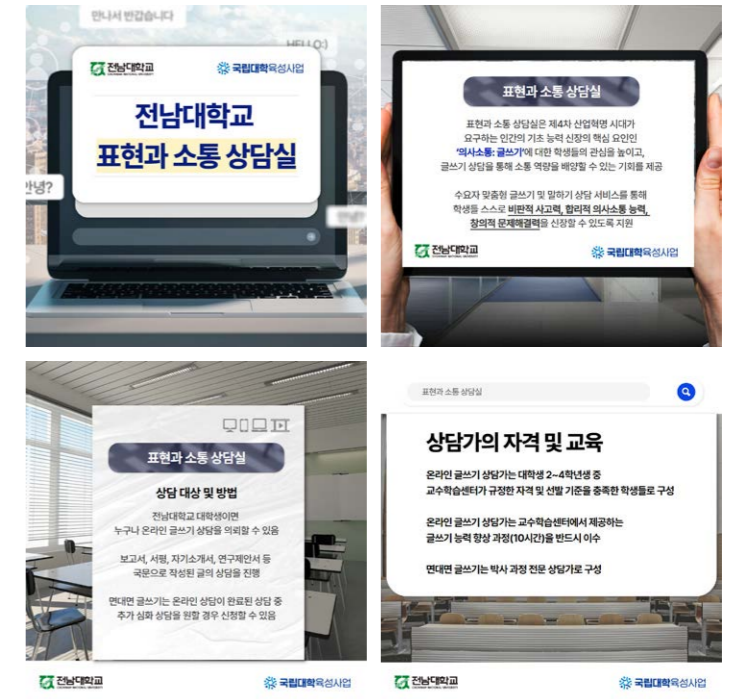 만나서 반갑습니다
HELLO:)
전남대학교
국립대학육성사업
전남대학교
표현과 소통 상담실
안녕?
표현과 소통 상담실
표현과 소통 상담실은 제4차 산업혁명 시대가
요구하는 인간의 기초 능력 신장의 핵심 요인인
‘의사소통: 글쓰기’에 대한 학생들의 관심을 높이고,
글쓰기 상담을 통해 소통 역량을 배양할 수 있는 기회를 제공
수요자 맞춤형 글쓰기 및 말하기 상담 서비스를 통해
학생들 스스로 비판적 사고력, 합리적 의사소통 능력,
창의적 문제해결력을 신장할 수 있도록 지원
전남대학교
국립대학육성사업
표현과 소통 상담실
상담 대상 및 방법
전남대학교 대학생이면
누구나 온라인 글쓰기 상담을 의뢰할 수 있음
보고서, 서평, 자기소개서, 연구제안서 등
국문으로 작성된 글의 상담을 진행
면대면 글쓰기는 온라인 상담이 완료된 상담 중
추가 심화 상담을 원할 경우 신청할 수 있음
전남대학교
국립대학육성사업
표현과 소통 상담실
상담가의 자격 및 교육
온라인 글쓰기 상담가는 대학생 2~4학년생 중
교수학습센터가 규정한 자격 및 선발 기준을 충족한 학생들로 구성
온라인 글쓰기 상담가는 교수학습센터에서 제공하는
글쓰기 능력 향상 과정(10시간)을 반드시 이수
면대면 글쓰기는 박사 과정 전문 상담가로 구성
전남대학교
국립대학육성사업